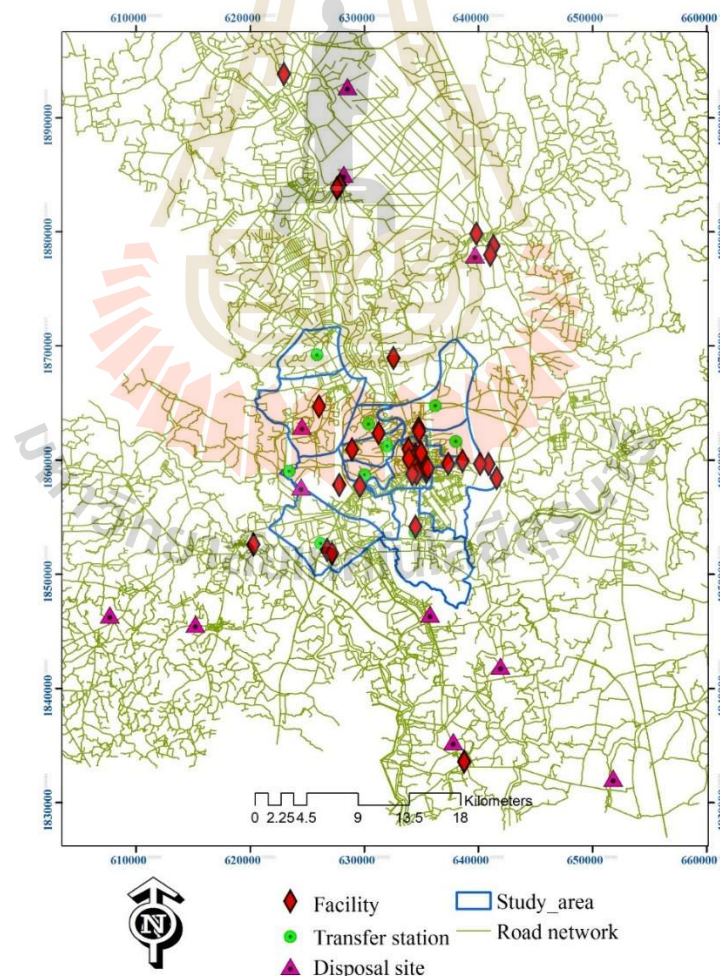 610000 620000 630000 640000 650000 660000
1890000
1880000
1870000
1860000
1850000 1850000
1840000
1830000
Kilometers
0 2.25 4.5 9 13.5 18
610000 620000 630000 640000 650000 660000
N
Facility Study_area
Transfer station Road network
Disposal site